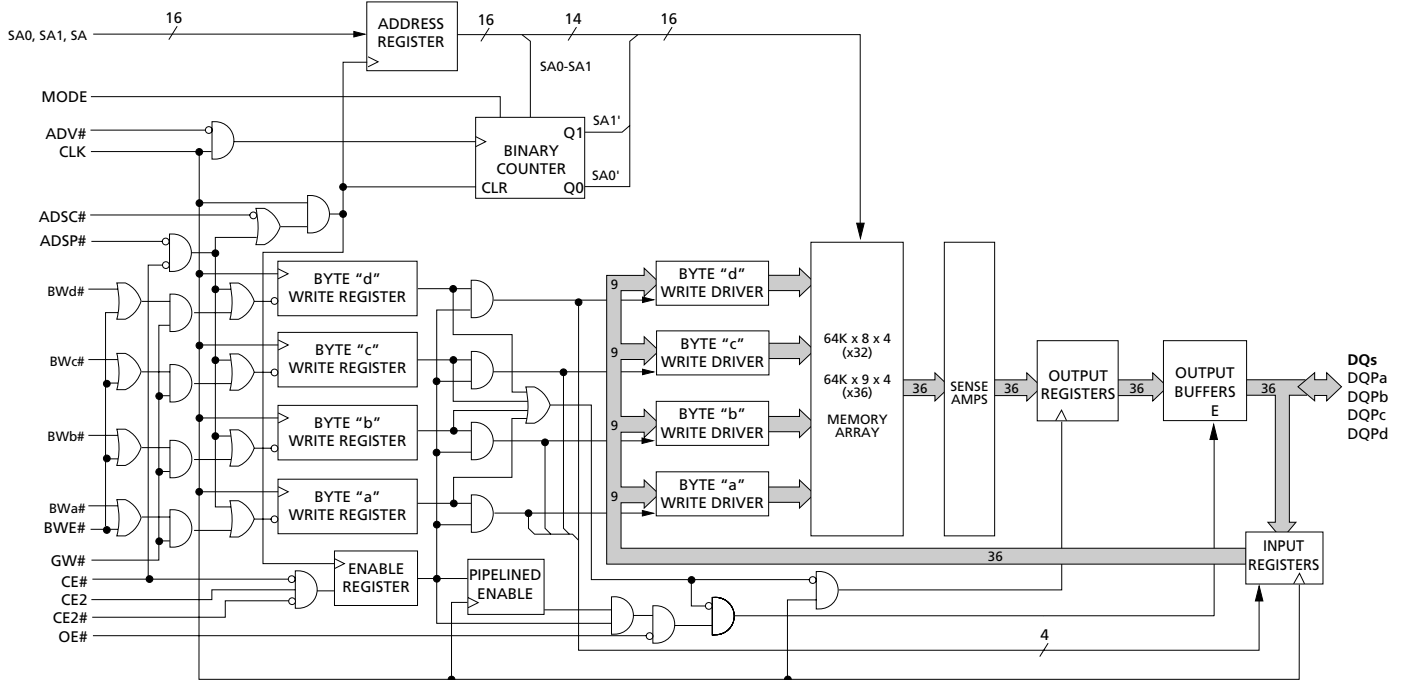 SA0, SA1, SA
16
ADDRESS
REGISTER
16
14
16
SA0-SA1
MODE
ADV#
CLK
BINARY
COUNTER
CLR
Q1
Q0
SA1'
SA0'
ADSC#
ADSP#
BWd#
BWc#
BWb#
BWa#
BWE#
GW#
CE#
CE2
CE2#
OE#
BYTE “d”
WRITE REGISTER
BYTE “c”
WRITE REGISTER
BYTE “b”
WRITE REGISTER
BYTE “a”
WRITE REGISTER
ENABLE
REGISTER
PIPELINED
ENABLE
9
9
9
9
BYTE “d”
WRITE DRIVER
BYTE “c”
WRITE DRIVER
BYTE “b”
WRITE DRIVER
BYTE “a”
WRITE DRIVER
64K x 8 x 4
(x32)
64K x 9 x 4
(x36)
MEMORY
ARRAY
36
SENSE
AMPS
36
OUTPUT
REGISTERS
36
OUTPUT
BUFFERS
E
36
DQs
DQPa
DQPb
DQPc
DQPd
36
INPUT
REGISTERS
4